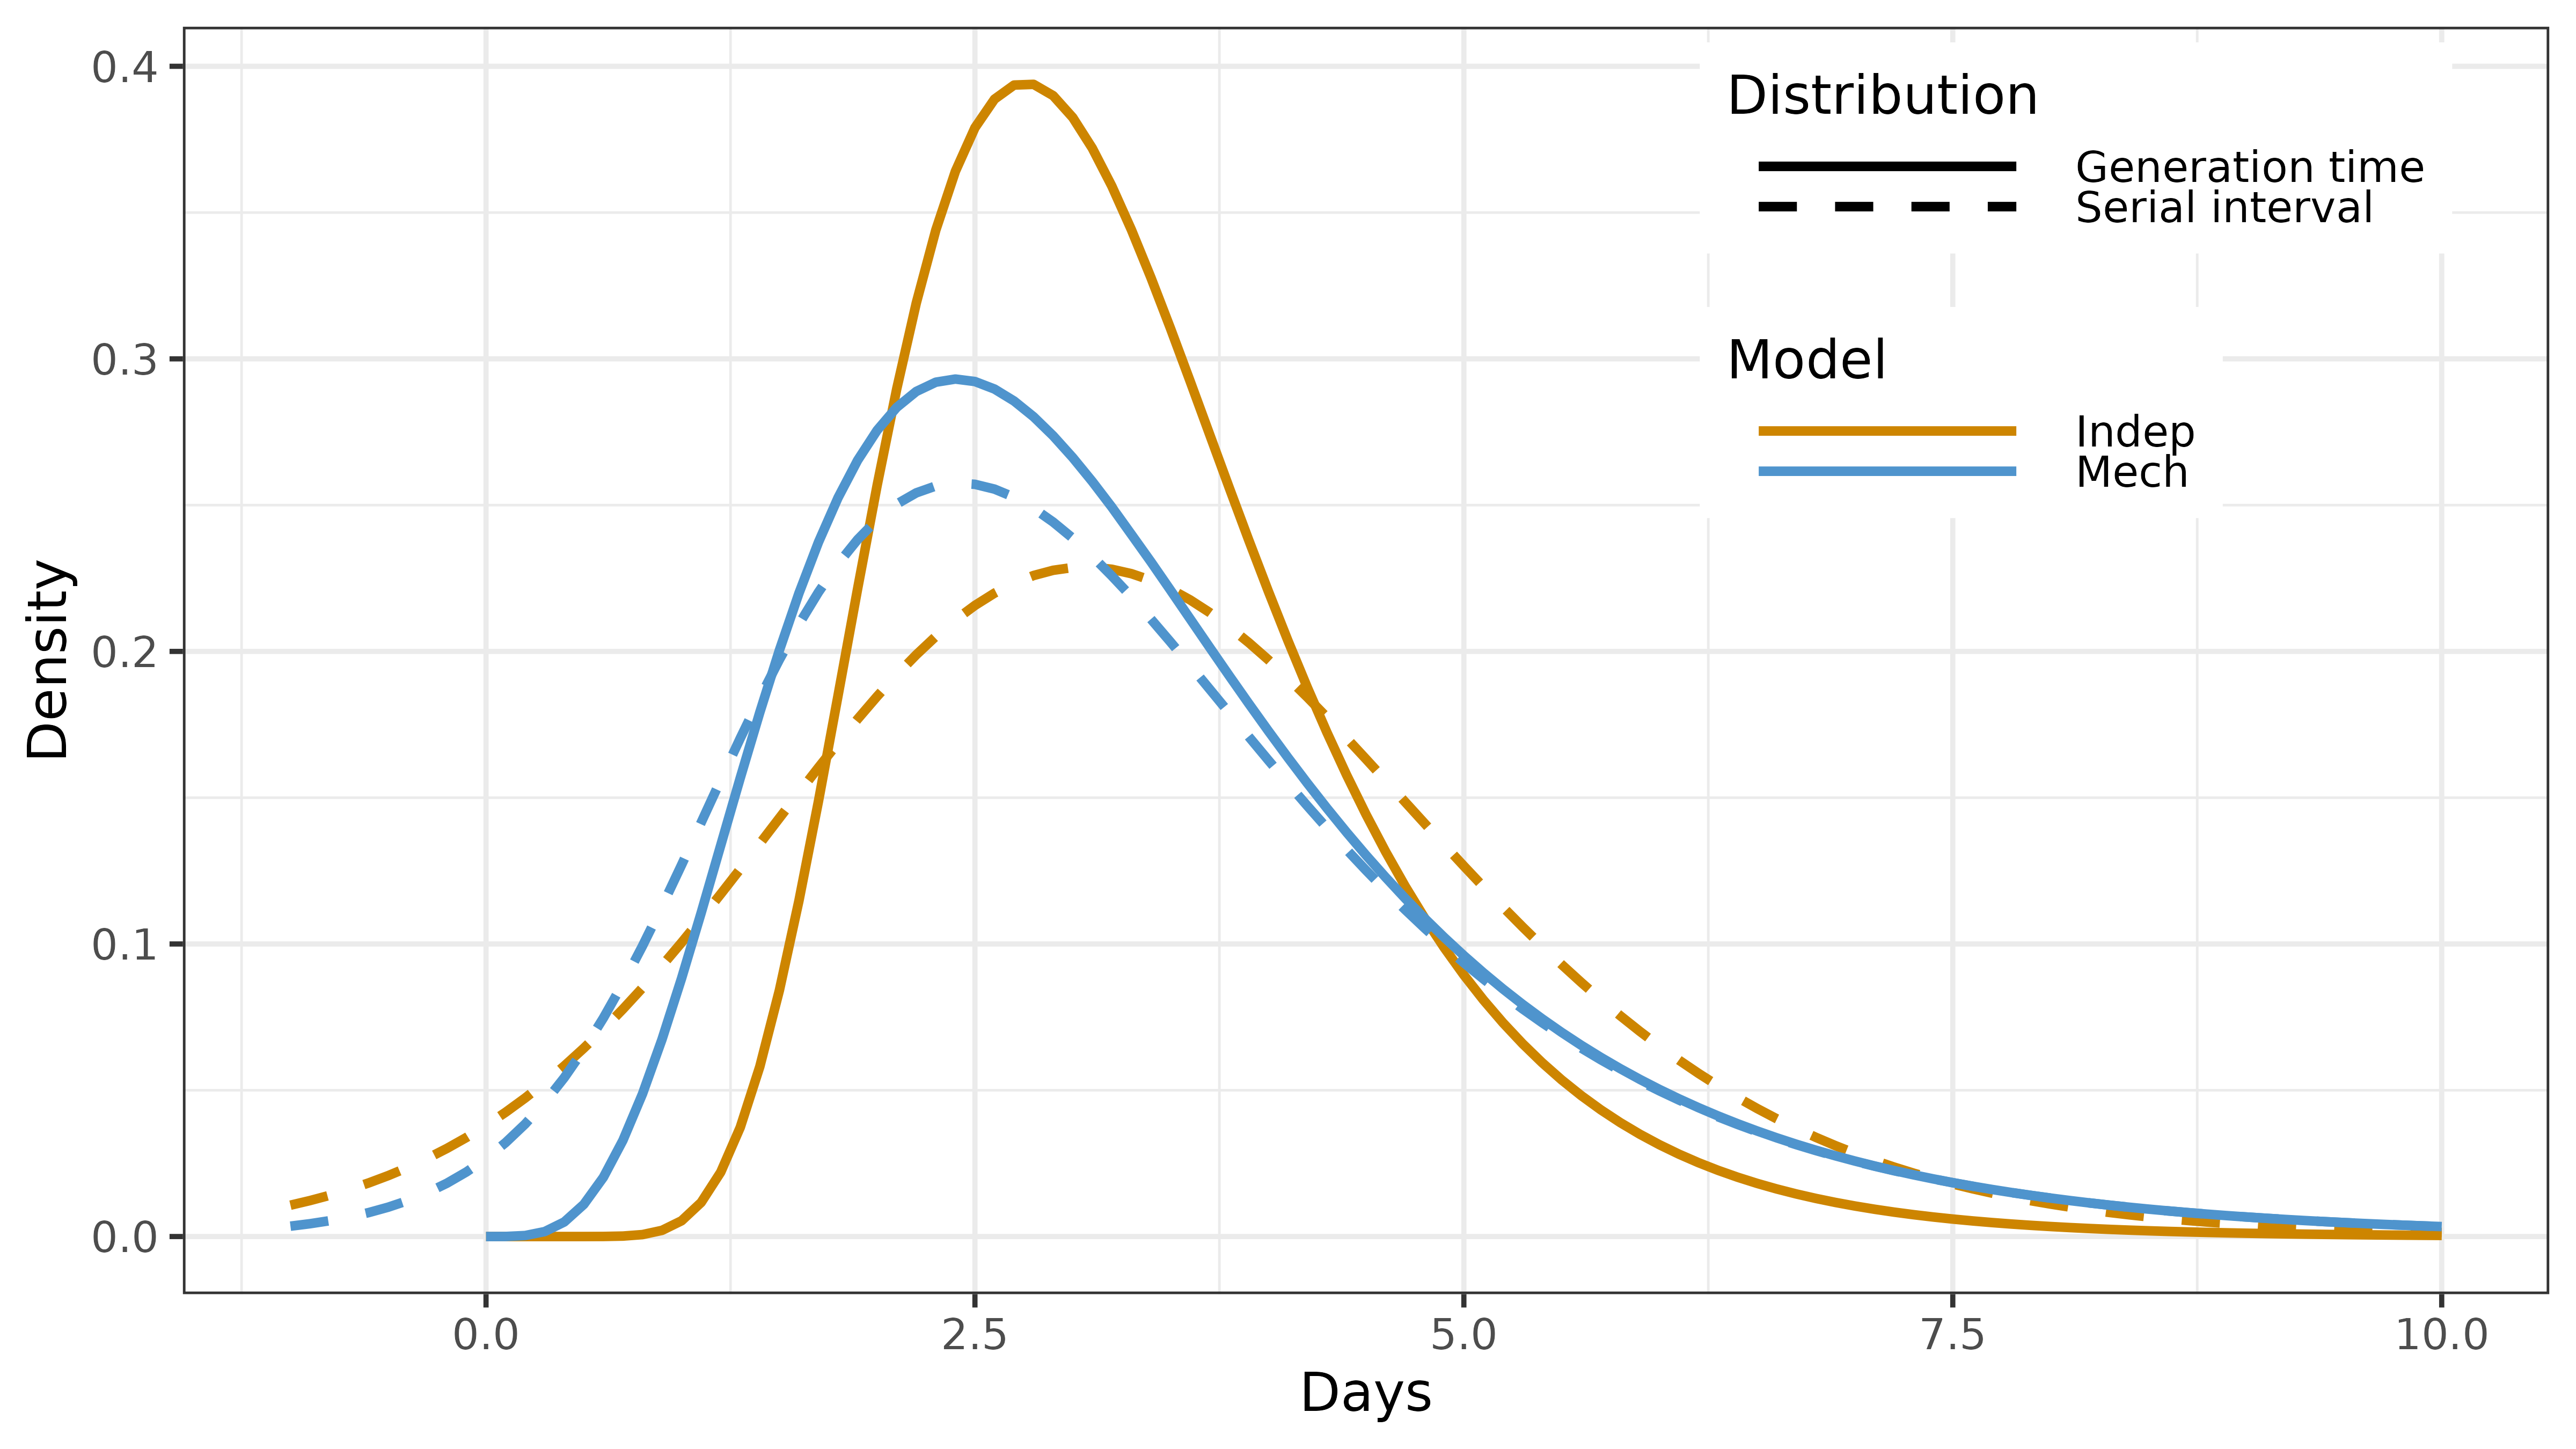 Distribution
Generation time
Serial interval
Model
Indep
Mech
Density
0.4
0.3
0.2
0.1
0.0
0.0 2.5 5.0 7.5 10.0
Days